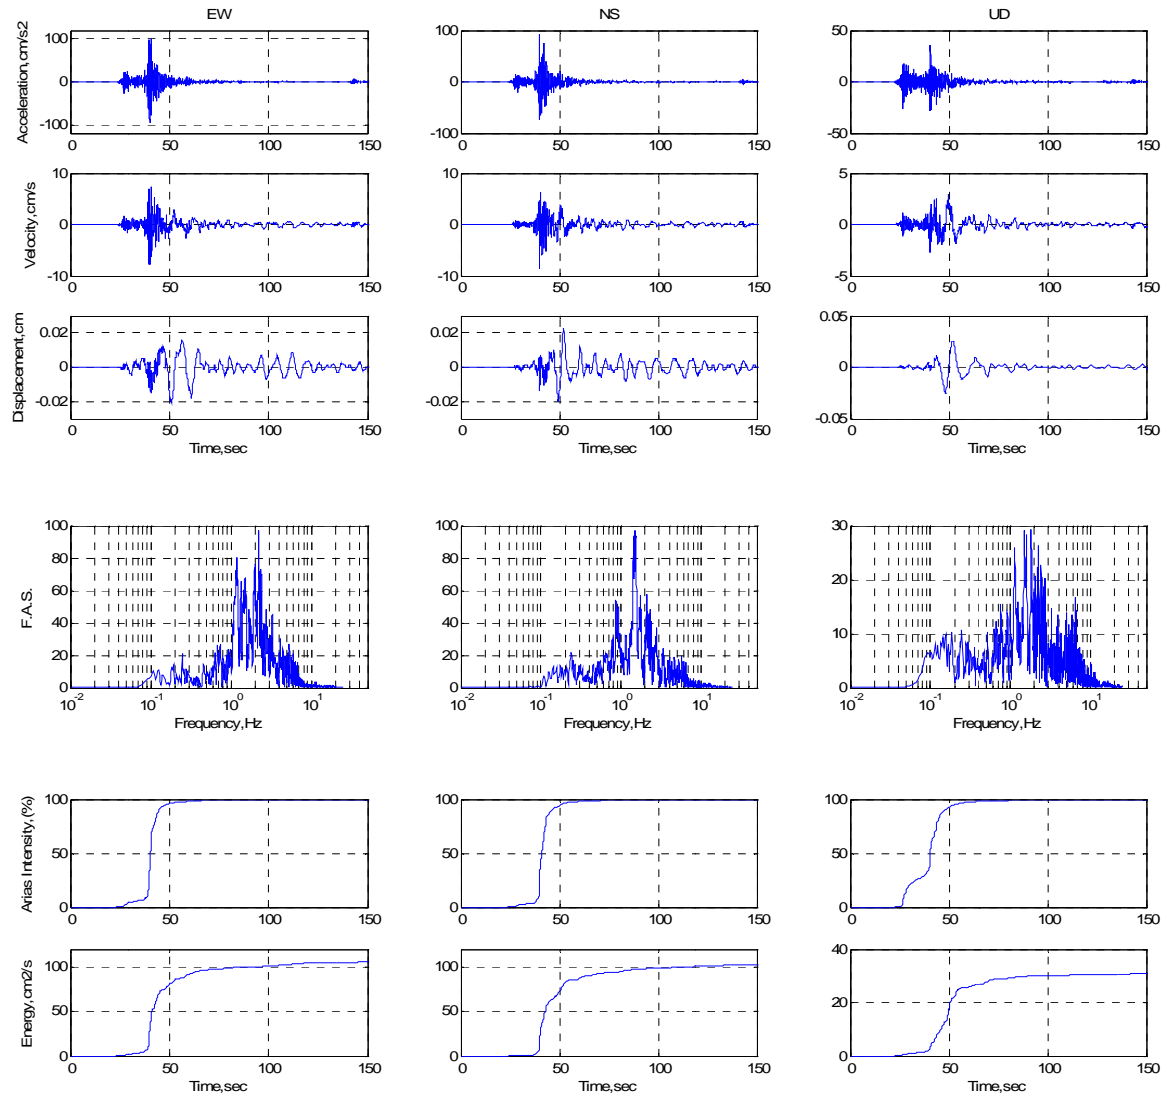 EW NS UD
Acceleration,cm/s2
100 0 -100
0 50 100 150
100 50 0 -50 -100
0 50 100 150
50 0 -50
0 50 100 150
Velocity,cm/s
10 0 -10
0 50 100 150
10 0 -10
0 50 100 150
5 0 -5
0 50 100 150
Displacement,cm
0.02 0 -0.02
0 50 100 150
Time,sec
0.02 0 -0.02
0 50 100 150
Time,sec
0.05 0 -0.05
0 50 100 150
Time,sec
F.A.S.
100 80 60 40 20 0
10-2 10-1 100 101
Frequency,Hz
100 80 60 40 20 0
10-2 10-1 100 101
Frequency,Hz
30 20 10 0
10-2 10-1 100 101
Frequency,Hz
Arias Intensity,(%)
100 50 0
0 50 100 150
100 50 0
0 50 100 150
100 50 0
0 50 100 150
Energy,cm2/s
100 50 0
0 50 100 150
Time,sec
100 50 0
0 50 100 150
Time,sec
40 20 0
0 50 100 150
Time,sec